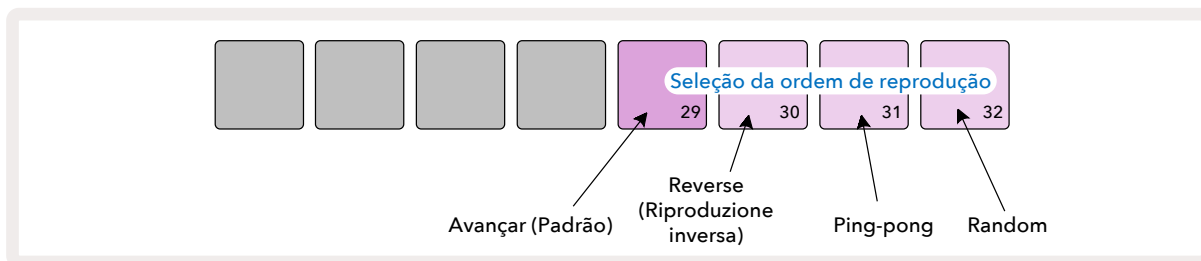 Seleção da ordem de reprodução
29 30 31 32
Avançar (Padrão)
Reverse
(Riproduzione
inversa)
Ping-pong
Random